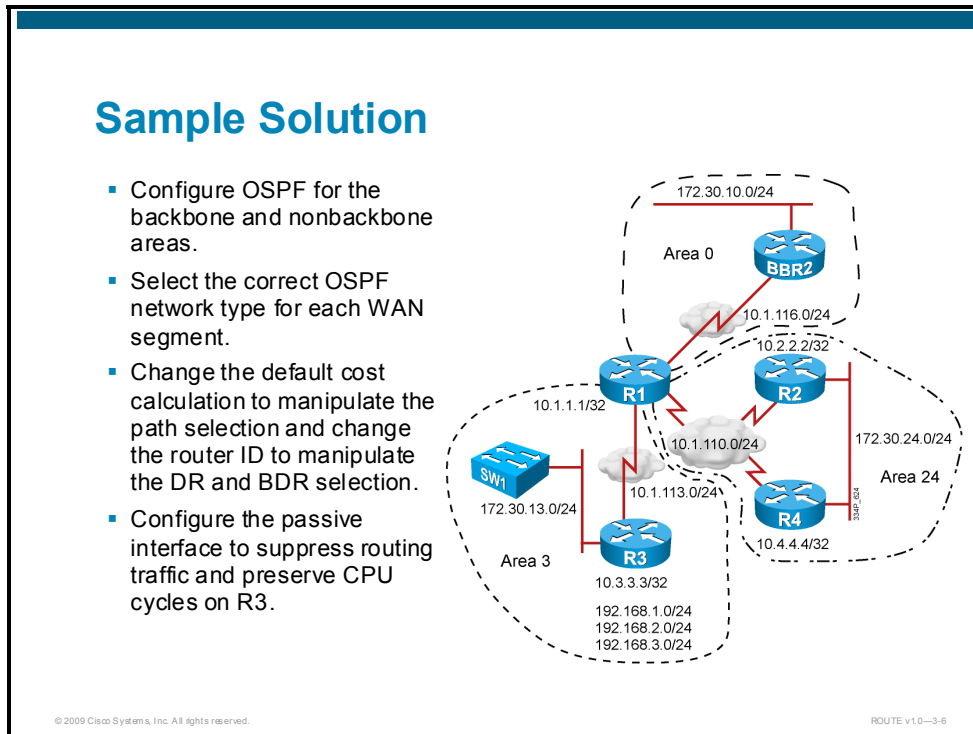 Sample Solution
Configure OSPF for the
backbone and nonbackbone
areas.
Select the correct OSPF
network type for each WAN
segment.
Change the default cost
calculation to manipulate the
path selection and change
the router ID to manipulate
the DR and BDR selection.
Configure the passive
interface to suppress routing
traffic and preserve CPU
cycles on R3.
172.30.10.0/24
Area 0
BBR2
10.1.116.0/24
10.2.2.2/32
R1
R2
10.1.1.1/32
10.1.110.0/24
172.30.24.0/24
Area 24
SW1
10.1.113.0/24
172.30.13.0/24
R4
334P_624
Area 3
R3
10.4.4.4/32
10.3.3.3/32
192.168.1.0/24
192.168.2.0/24
192.168.3.0/24
© 2009 Cisco Systems, Inc. All rights reserved.
ROUTE v1.0—3-6